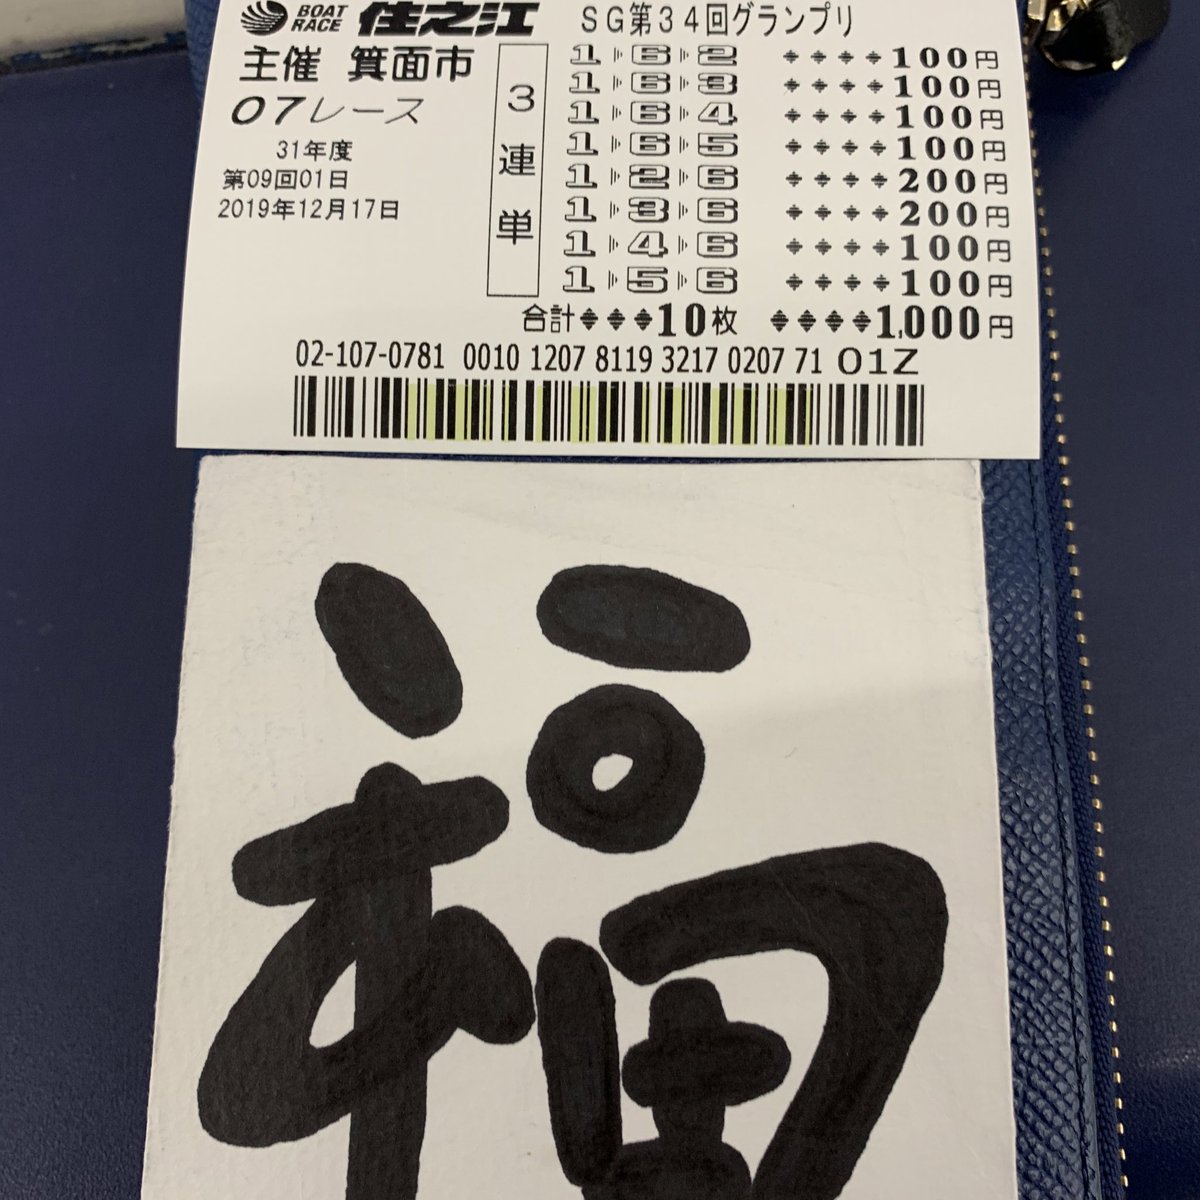 BOAT RACE 住之江 SG第34回グランプリ
主催 箕面市
07レース
31年度
第09回01日
2019年12月17日
3連単
1 6 2 100円
1 6 3 100円
1 6 4 100円
1 6 5 100円
1 2 6 200円
1 3 6 200円
1 4 6 100円
1 5 6 100円
合計 10枚 1,000円
02-107-0781 0010 1207 8119 3217 0207 71 01Z
福